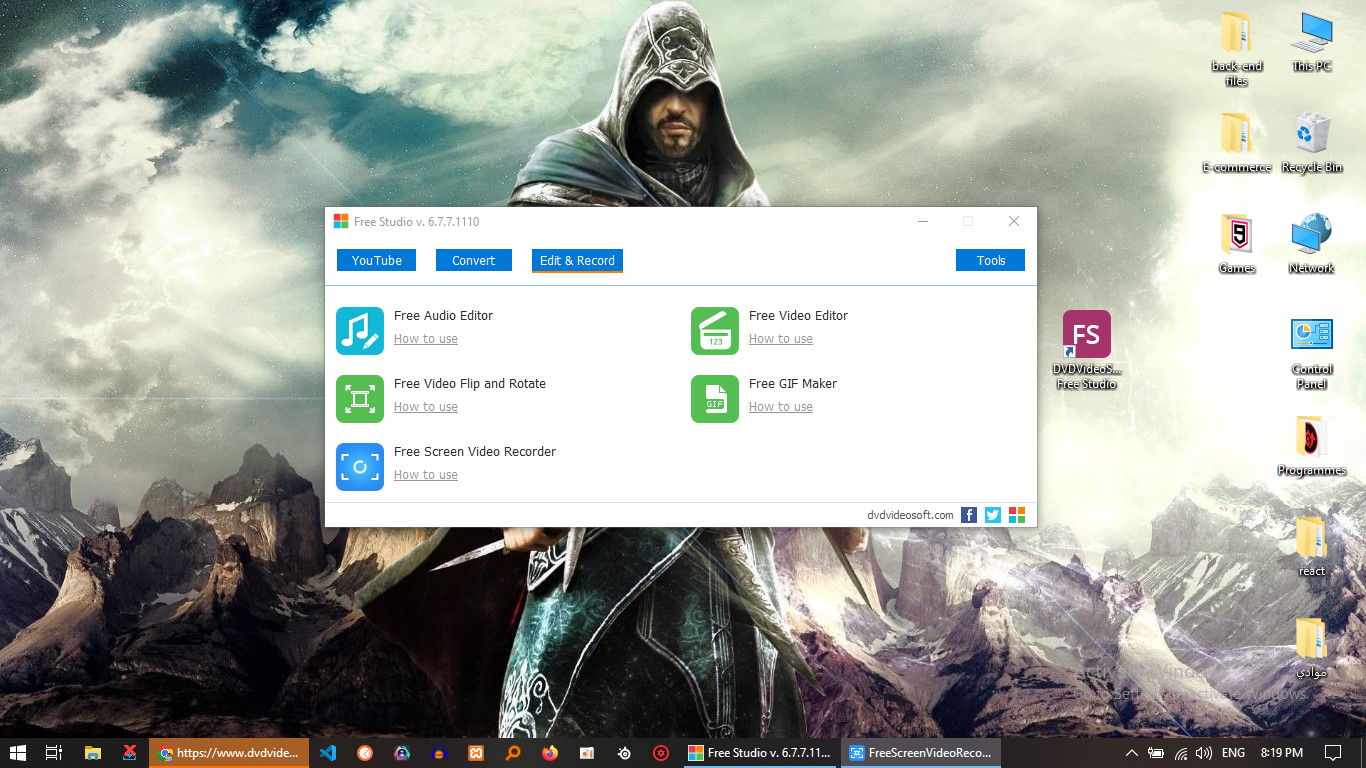 back-end
files
This PC
E-commerce
Recycle Bin
Games
Network
DVDVideoS...
Free Studio
Control
Panel
Programmes
react
موادي
Free Studio v. 6.7.7.1110
YouTube
Convert
Edit & Record
Tools
Free Audio Editor
How to use
Free Video Editor
How to use
123
Free Video Flip and Rotate
How to use
Free GIF Maker
How to use
GIF
Free Screen Video Recorder
How to use
dvdvideosoft.com
FS
Activate Windows
Go to Settings to activate Windows.
https://www.dvdvide...
Free Studio v. 6.7.7.11...
FreeScreenVideoReco...
ENG
8:19 PM